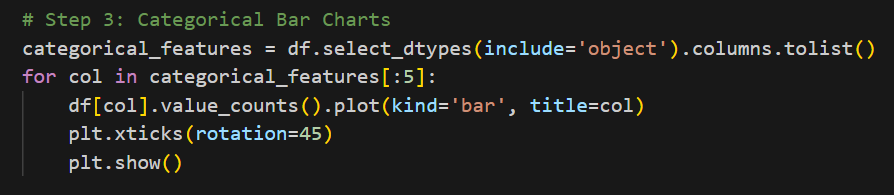 # Step 3: Categorical Bar Charts
categorical_features = df.select_dtypes(include='object').columns.tolist()
for col in categorical_features[:5]:
    df[col].value_counts().plot(kind='bar', title=col)
    plt.xticks(rotation=45)
    plt.show()